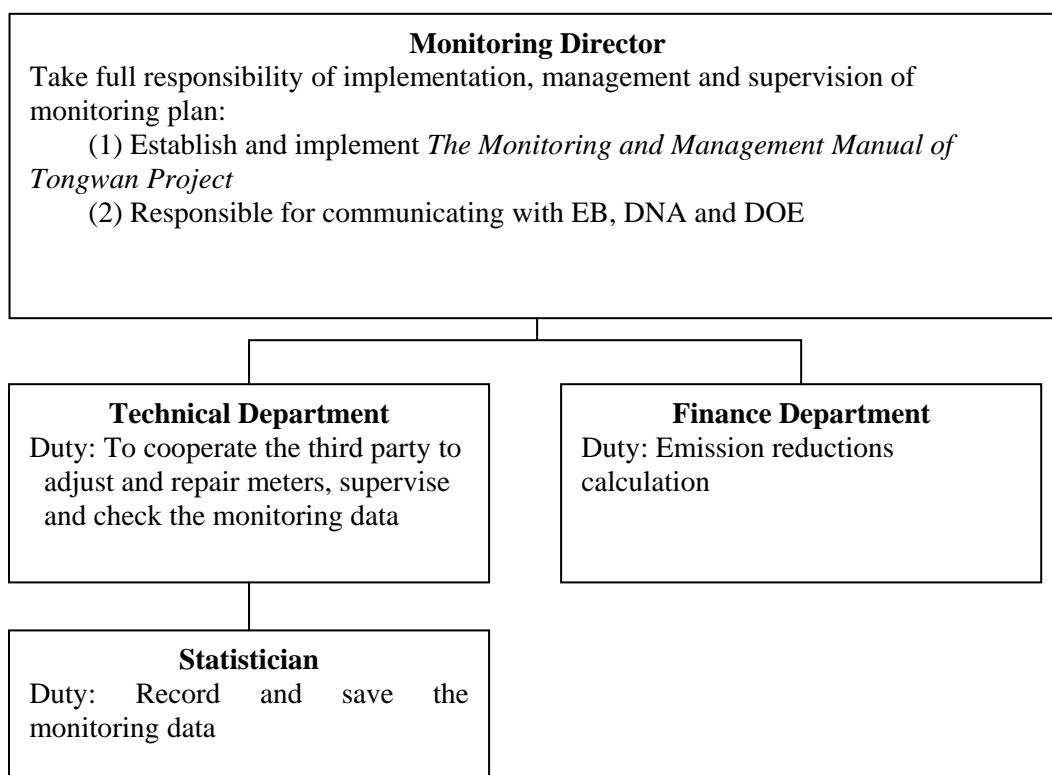 Monitoring Director
Take full responsibility of implementation, management and supervision of
monitoring plan:
(1) Establish and implement The Monitoring and Management Manual of
Tongwan Project
(2) Responsible for communicating with EB, DNA and DOE
Technical Department
Duty: To cooperate the third party to
adjust and repair meters, supervise
and check the monitoring data
Finance Department
Duty: Emission reductions
calculation
Statistician
Duty: Record and save the
monitoring data